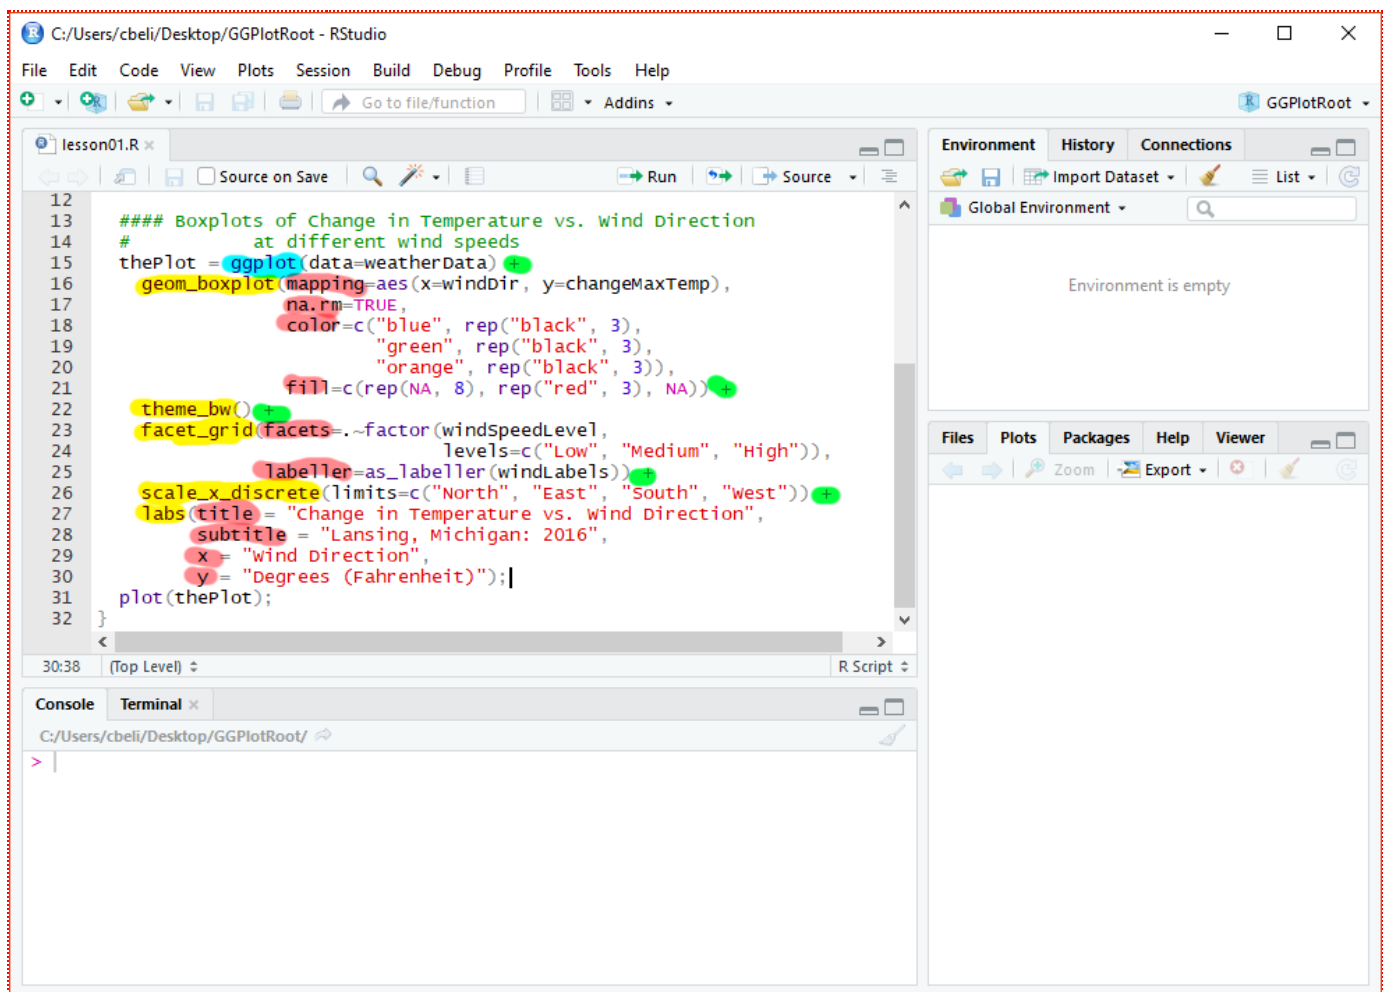 C:/Users/cbeli/Desktop/GGPlotRoot - RStudio
File Edit Code View Plots Session Build Debug Profile Tools Help
Go to file/function Addins GGPlotRoot
lesson01.R
Source on Save Run Source
12
13 #### Boxplots of Change in Temperature vs. Wind Direction
14 # at different wind speeds
15 thePlot = ggplot(data=weatherData) +
16 geom_boxplot(mapping=aes(x=windDir, y=changeMaxTemp),
17 na.rm=TRUE,
18 color=c("blue", rep("black", 3),
19 "green", rep("black", 3),
20 "orange", rep("black", 3)),
21 fill=c(rep(NA, 8), rep("red", 3), NA)) +
22 theme_bw() +
23 facet_grid(facets=.~factor(windSpeedLevel,
24 levels=c("Low", "Medium", "High")),
25 labeller=as_labeller(windLabels)) +
26 scale_x_discrete(limits=c("North", "East", "South", "West")) +
27 labs(title = "Change in Temperature vs. Wind Direction",
28 subtitle = "Lansing, Michigan: 2016",
29 x = "Wind Direction",
30 y = "Degrees (Fahrenheit)");
31 plot(thePlot);
32 }
30:38 (Top Level) R Script
Console Terminal
C:/Users/cbeli/Desktop/GGPlotRoot/
>
Environment History Connections
Import Dataset List
Global Environment
Environment is empty
Files Plots Packages Help Viewer
Zoom Export